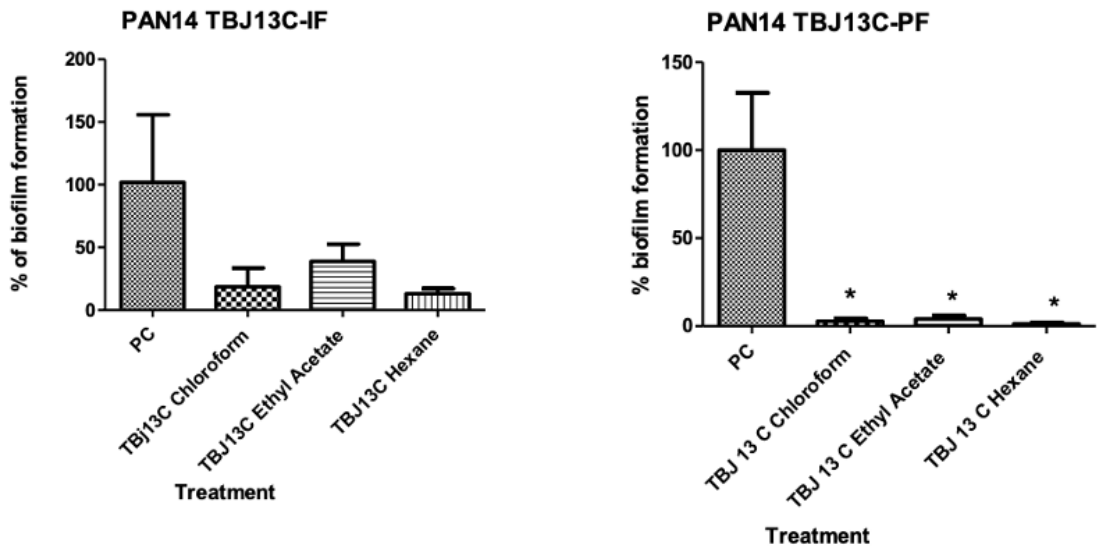 PAN14 TBJ13C-IF
% of biofilm formation
200
150
100
50
0
PC
TBj13C Chloroform
TBJ13C Ethyl Acetate
TBJ13C Hexane
Treatment
PAN14 TBJ13C-PF
% biofilm formation
150
100
50
0
*
*
*
PC
TBJ 13 C Chloroform
TBJ 13 C Ethyl Acetate
TBJ 13 C Hexane
Treatment